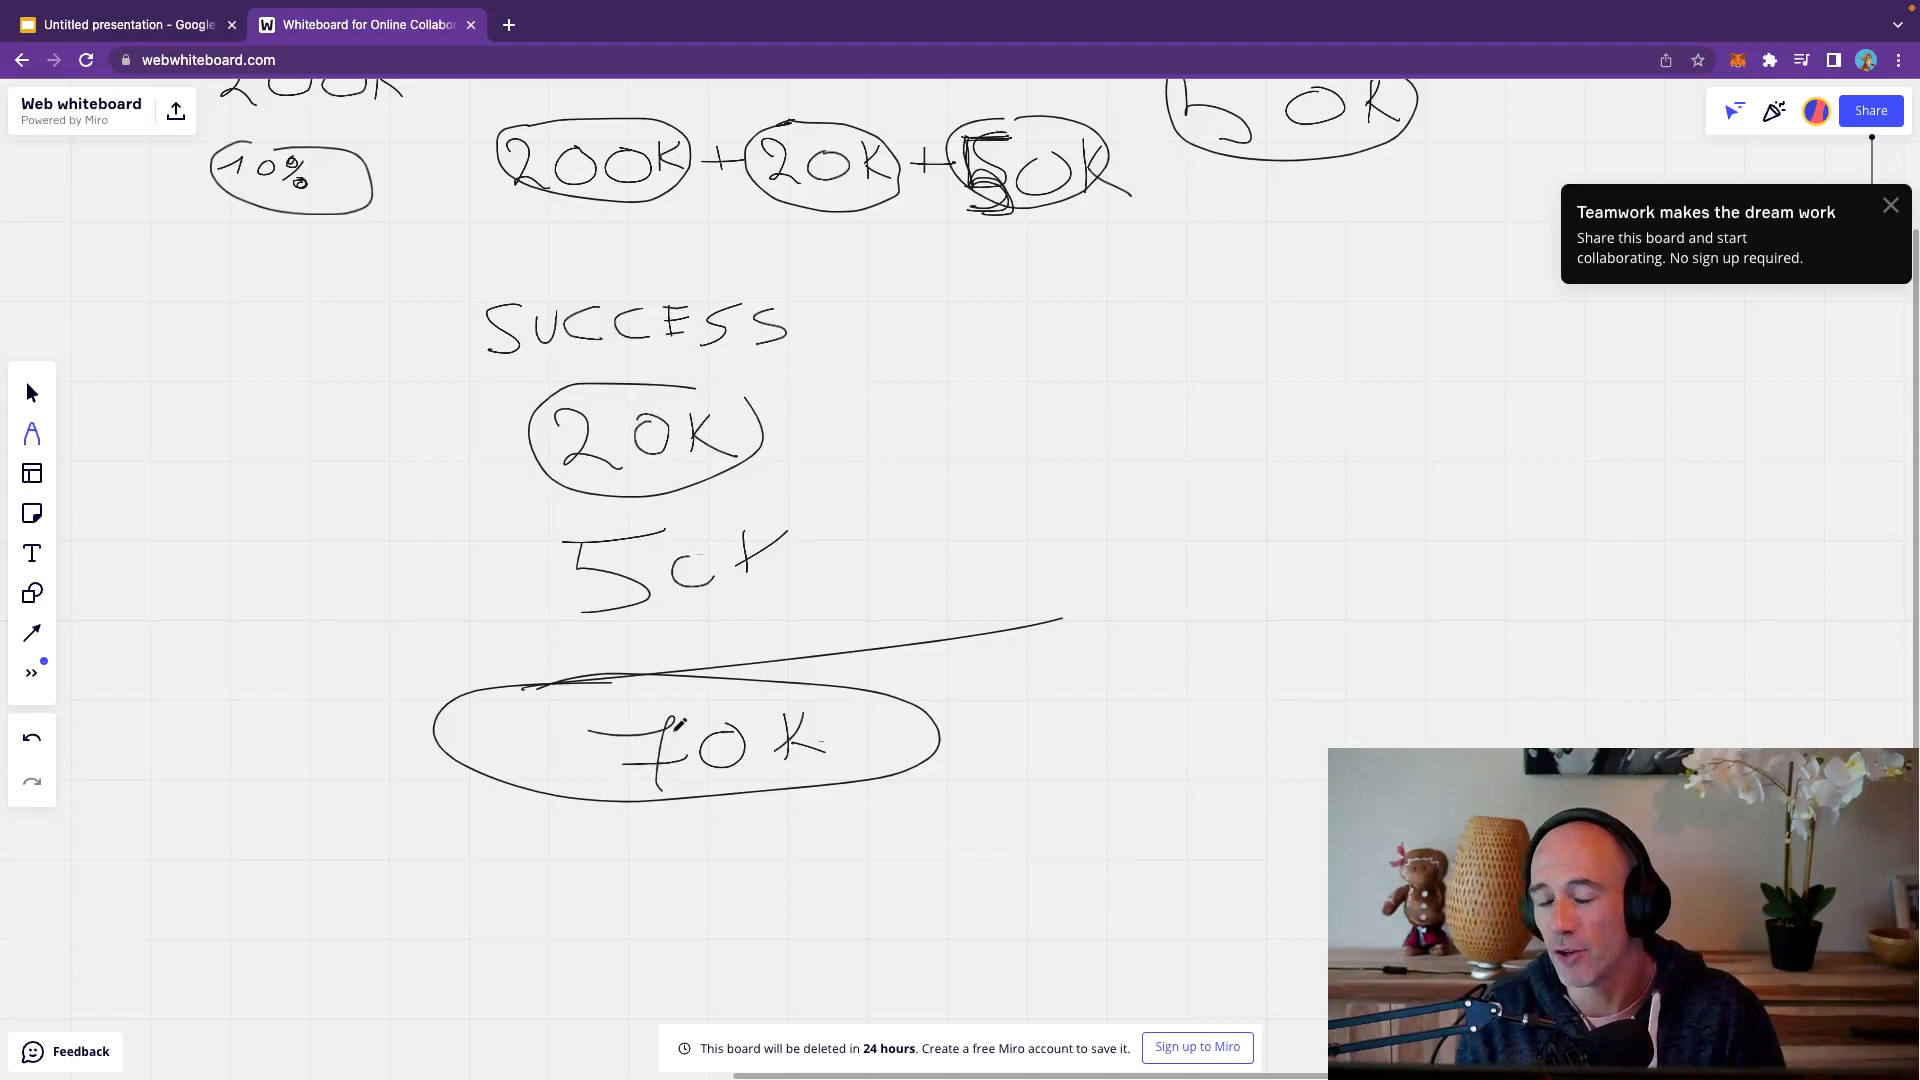 Untitled presentation - Google
Whiteboard for Online Collabor
webwhiteboard.com
200K
50K
Web whiteboard
Powered by Miro
Share
10%
200K + 20K + 50K
Teamwork makes the dream work
Share this board and start
collaborating. No sign up required.
SUCCESS
20K
70K
This board will be deleted in 24 hours. Create a free Miro account to save it.
Sign up to Miro
Feedback